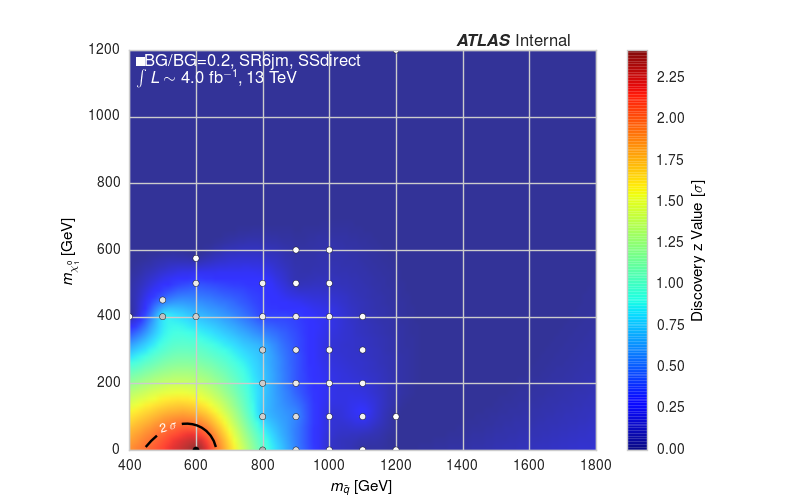 ATLAS Internal
BG/BG=0.2, SR6jm, SSdirect
∫ L ∼ 4.0 fb⁻¹, 13 TeV
1200
1000
800
600
400
200
0
m_χ̃₁⁰ [GeV]
2 σ
400 600 800 1000 1200 1400 1600 1800
m_q̃ [GeV]
2.25
2.00
1.75
1.50
1.25
1.00
0.75
0.50
0.25
0.00
Discovery z Value [σ]